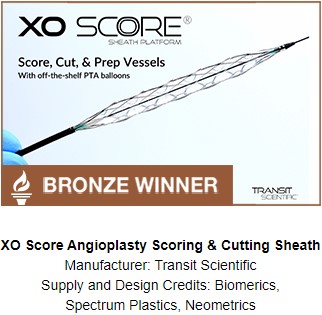 XO SCORE®
SHEATH PLATFORM
Score, Cut, & Prep Vessels
With off-the-shelf PTA balloons
BRONZE WINNER
TRANSIT
SCIENTIFIC
XO Score Angioplasty Scoring & Cutting Sheath
Manufacturer: Transit Scientific
Supply and Design Credits: Biomerics,
Spectrum Plastics, Neometrics